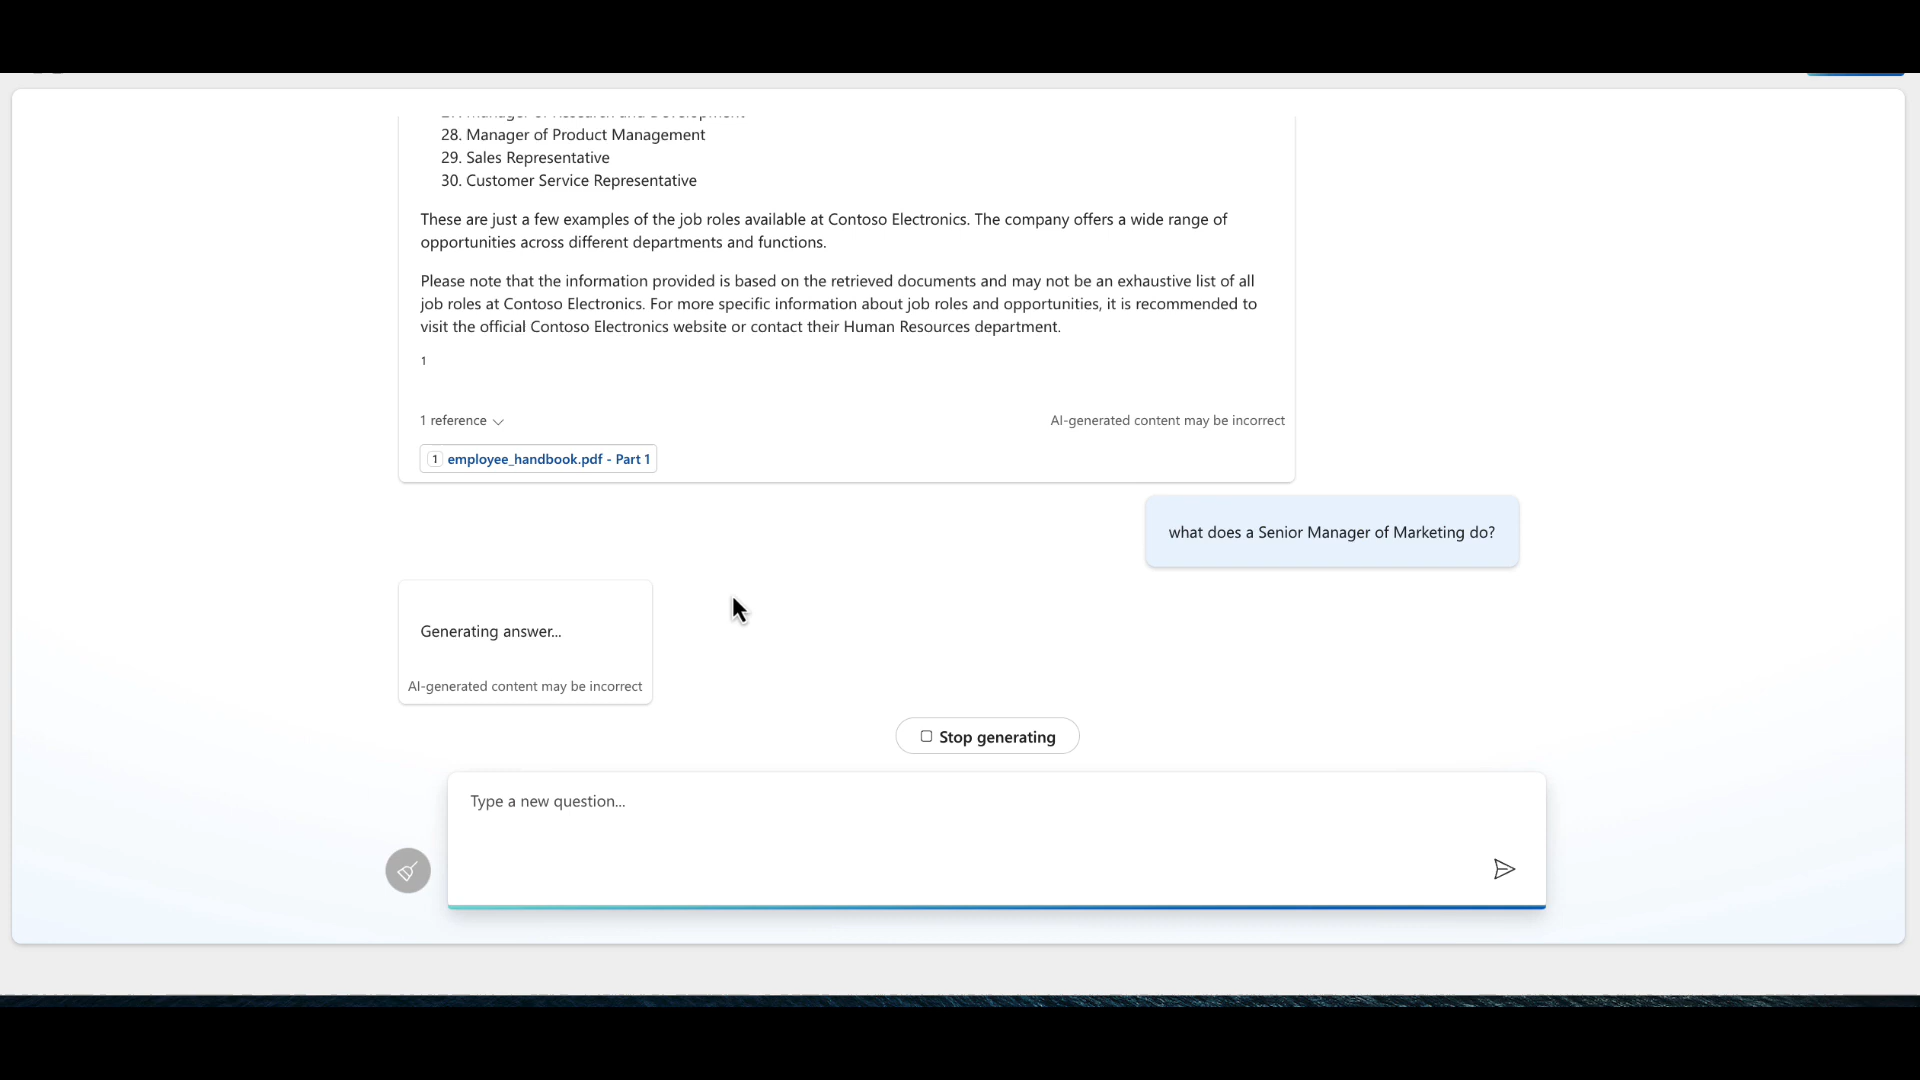 28. Manager of Product Management
29. Sales Representative
30. Customer Service Representative
These are just a few examples of the job roles available at Contoso Electronics. The company offers a wide range of
opportunities across different departments and functions.
Please note that the information provided is based on the retrieved documents and may not be an exhaustive list of all
job roles at Contoso Electronics. For more specific information about job roles and opportunities, it is recommended to
visit the official Contoso Electronics website or contact their Human Resources department.
1
1 reference
AI-generated content may be incorrect
1 employee_handbook.pdf - Part 1
what does a Senior Manager of Marketing do?
Generating answer...
AI-generated content may be incorrect
Stop generating
Type a new question...